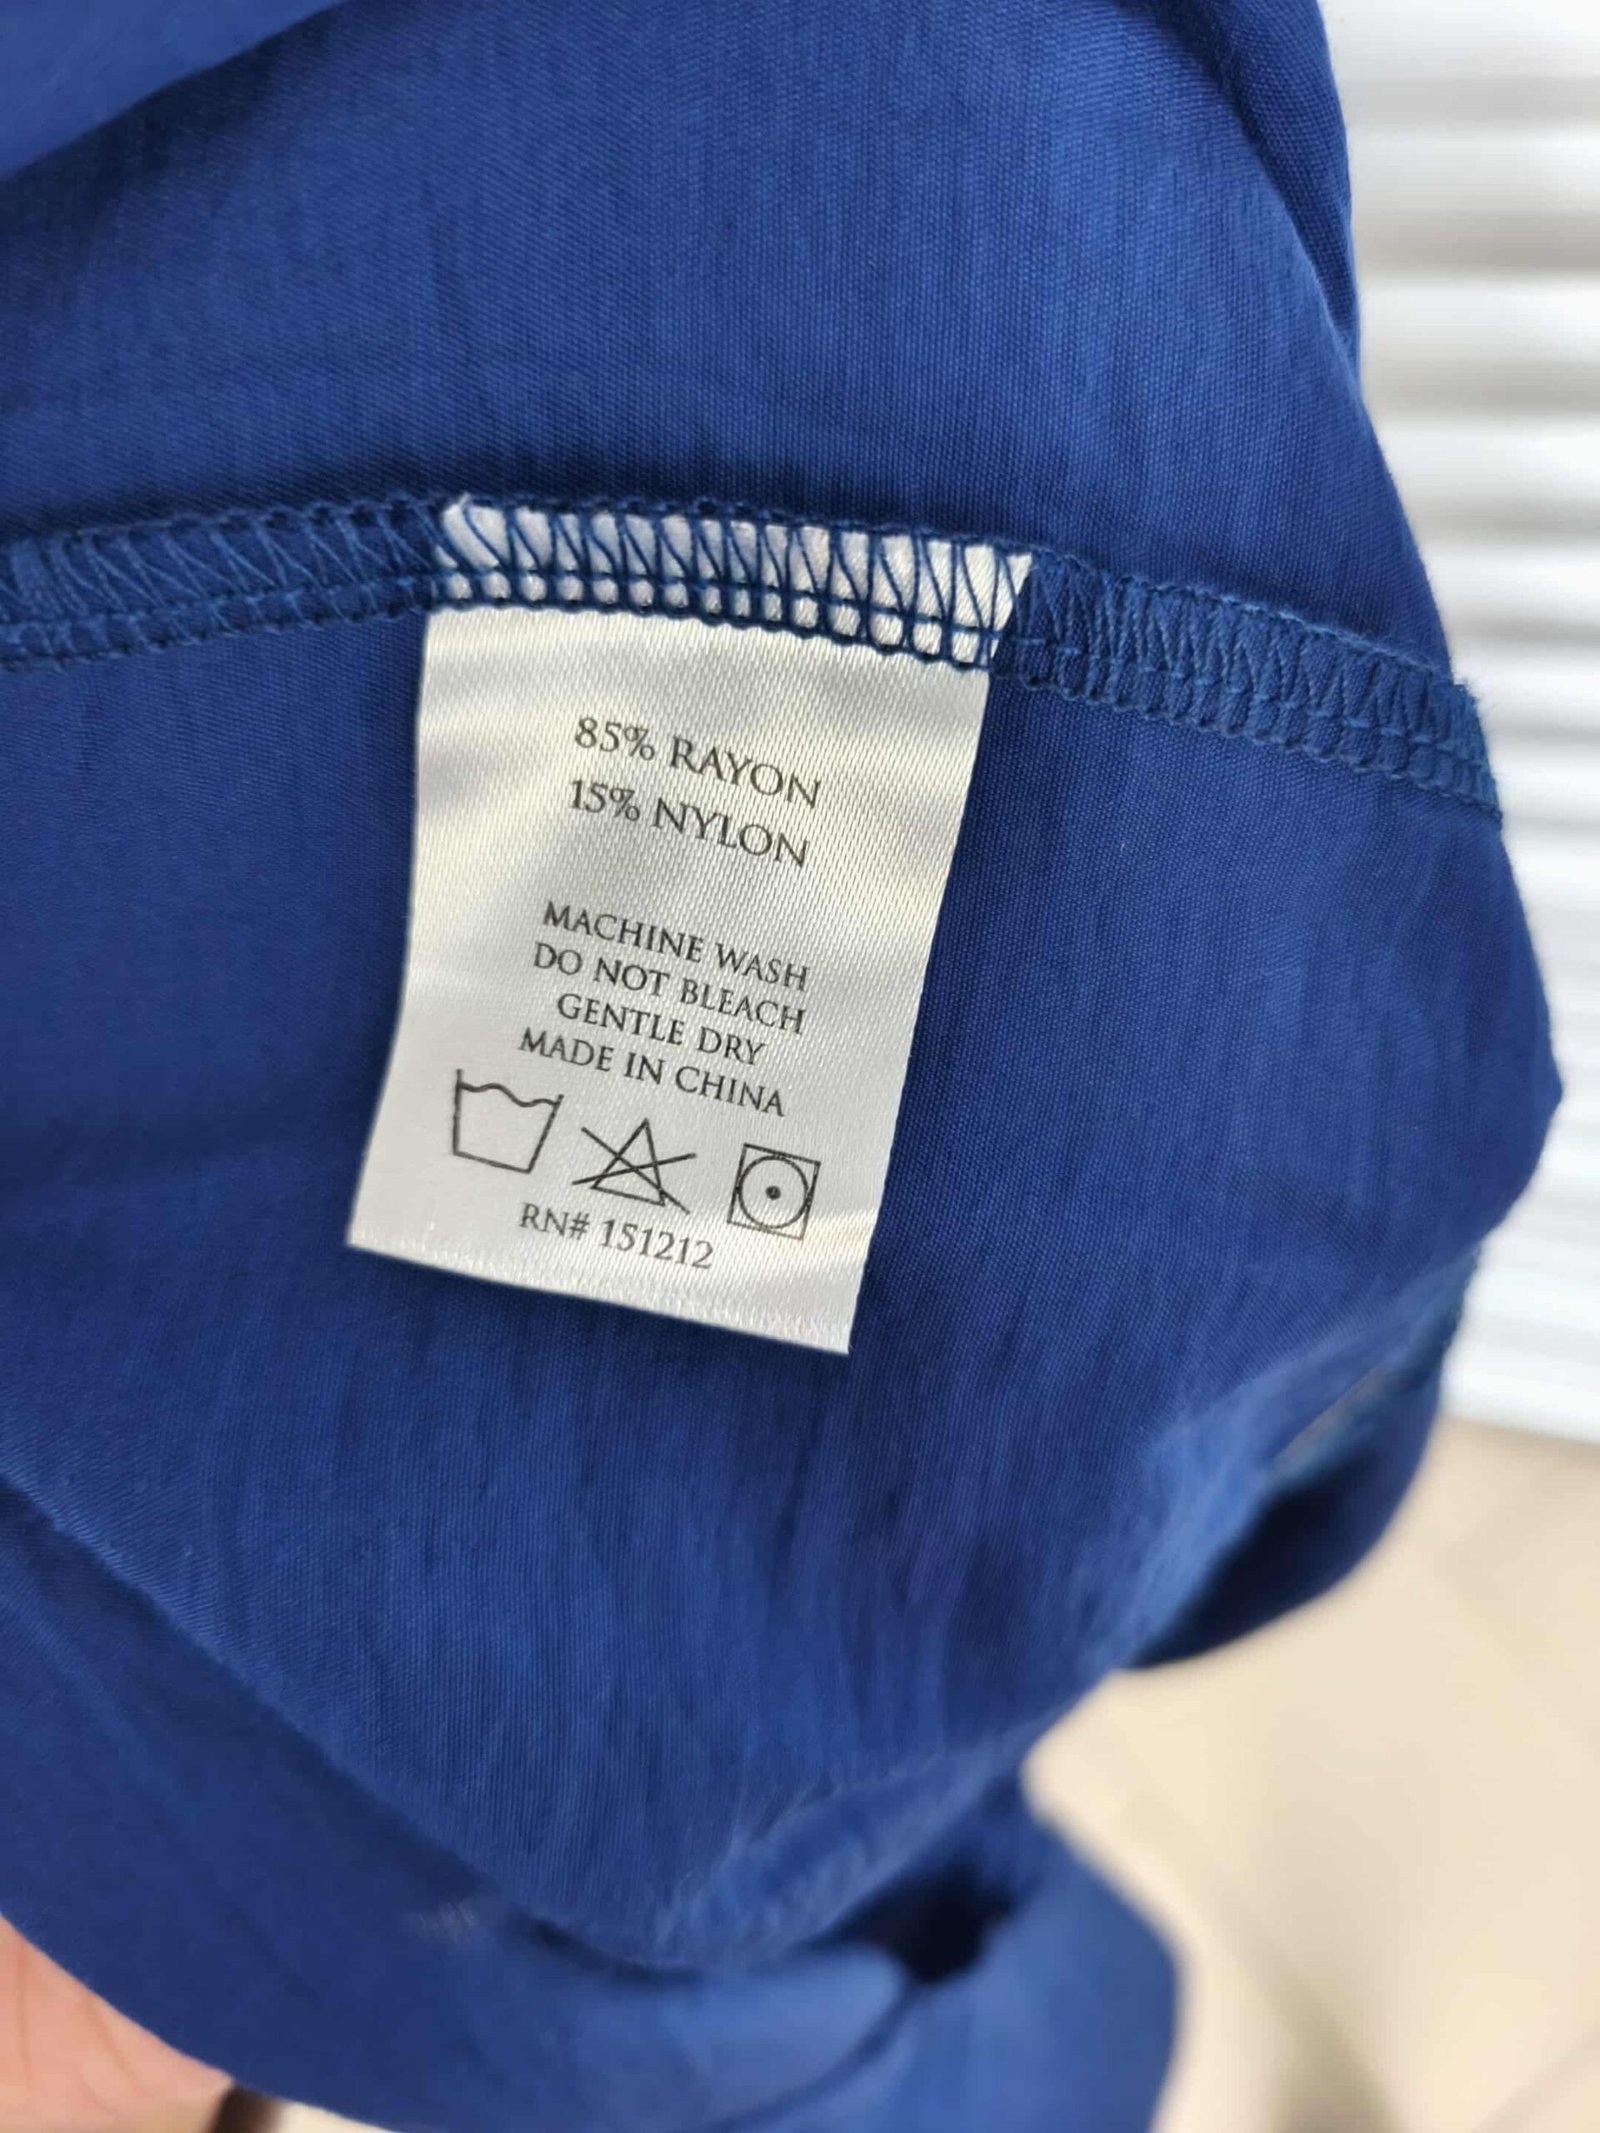 85% RAYON
15% NYLON
MACHINE WASH
DO NOT BLEACH
GENTLE DRY
MADE IN CHINA
RN# 151212